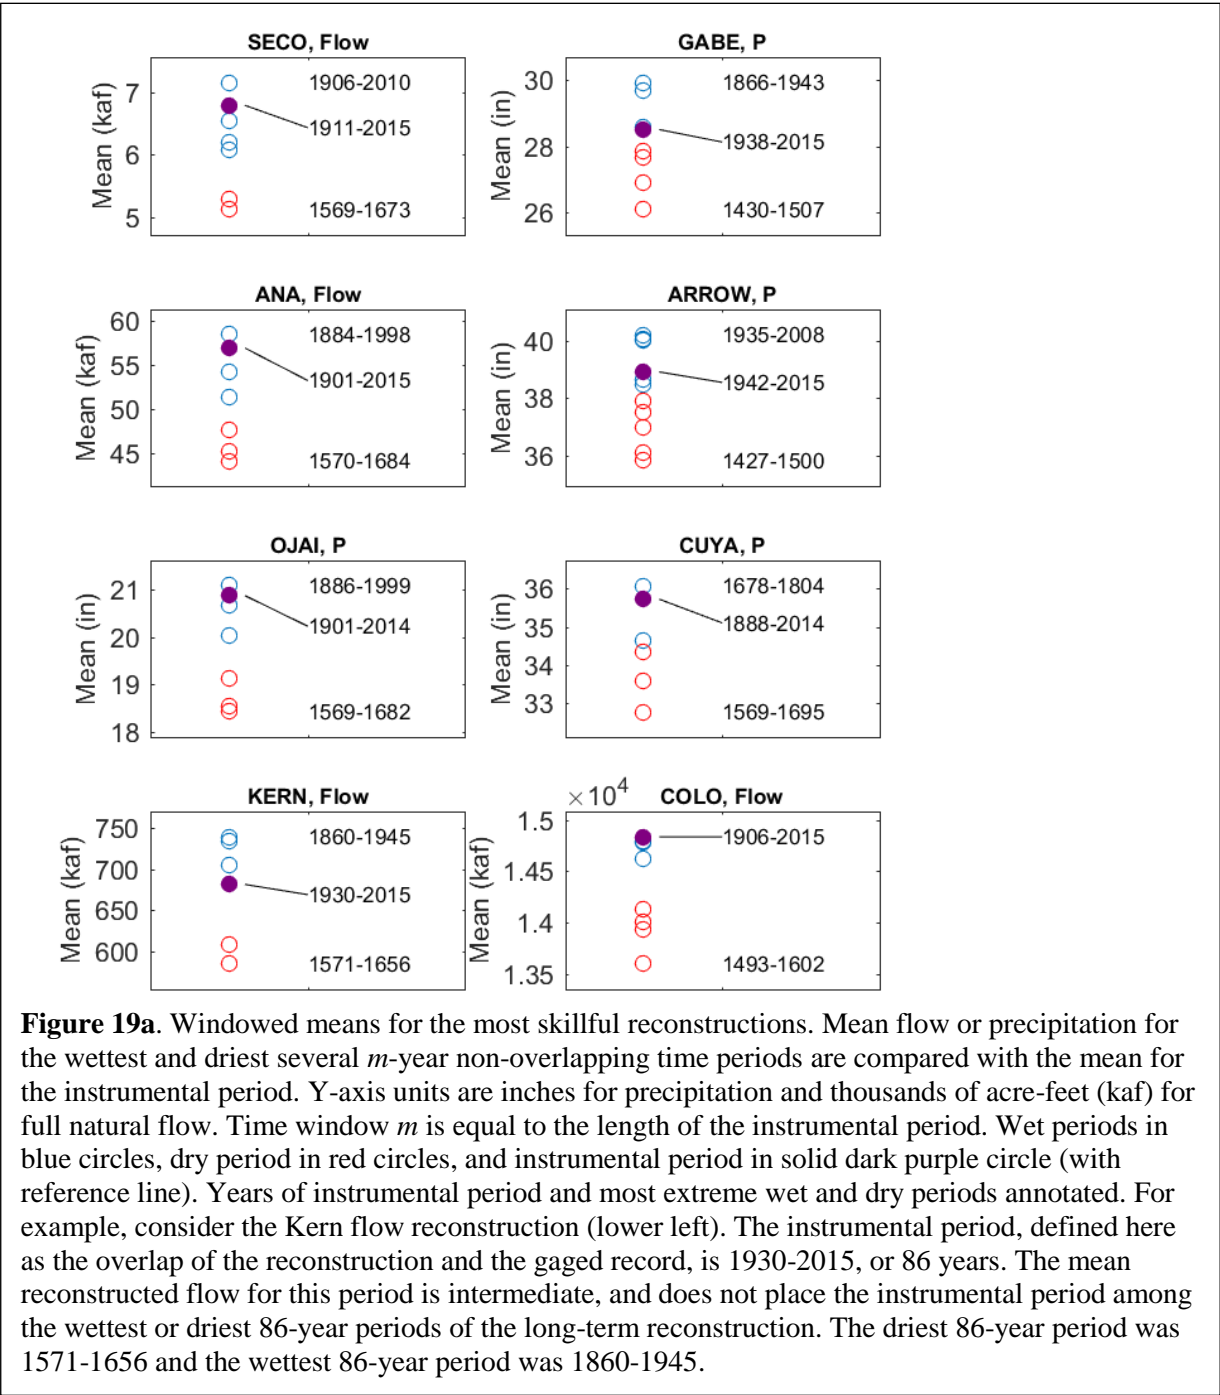 SECO, Flow
Mean (kaf)
7
6
5
1906-2010
1911-2015
1569-1673
GABE, P
Mean (in)
30
28
26
1866-1943
1938-2015
1430-1507
ANA, Flow
Mean (kaf)
60
55
50
45
1884-1998
1901-2015
1570-1684
ARROW, P
Mean (in)
40
38
36
1935-2008
1942-2015
1427-1500
OJAI, P
Mean (in)
21
20
19
18
1886-1999
1901-2014
1569-1682
CUYA, P
Mean (in)
36
35
34
33
1678-1804
1888-2014
1569-1695
KERN, Flow
Mean (kaf)
750
700
650
600
1860-1945
1930-2015
1571-1656
×10⁴ COLO, Flow
Mean (kaf)
1.5
1.45
1.4
1.35
1906-2015
1493-1602
Figure 19a. Windowed means for the most skillful reconstructions. Mean flow or precipitation for
the wettest and driest several m-year non-overlapping time periods are compared with the mean for
the instrumental period. Y-axis units are inches for precipitation and thousands of acre-feet (kaf) for
full natural flow. Time window m is equal to the length of the instrumental period. Wet periods in
blue circles, dry period in red circles, and instrumental period in solid dark purple circle (with
reference line). Years of instrumental period and most extreme wet and dry periods annotated. For
example, consider the Kern flow reconstruction (lower left). The instrumental period, defined here
as the overlap of the reconstruction and the gaged record, is 1930-2015, or 86 years. The mean
reconstructed flow for this period is intermediate, and does not place the instrumental period among
the wettest or driest 86-year periods of the long-term reconstruction. The driest 86-year period was
1571-1656 and the wettest 86-year period was 1860-1945.